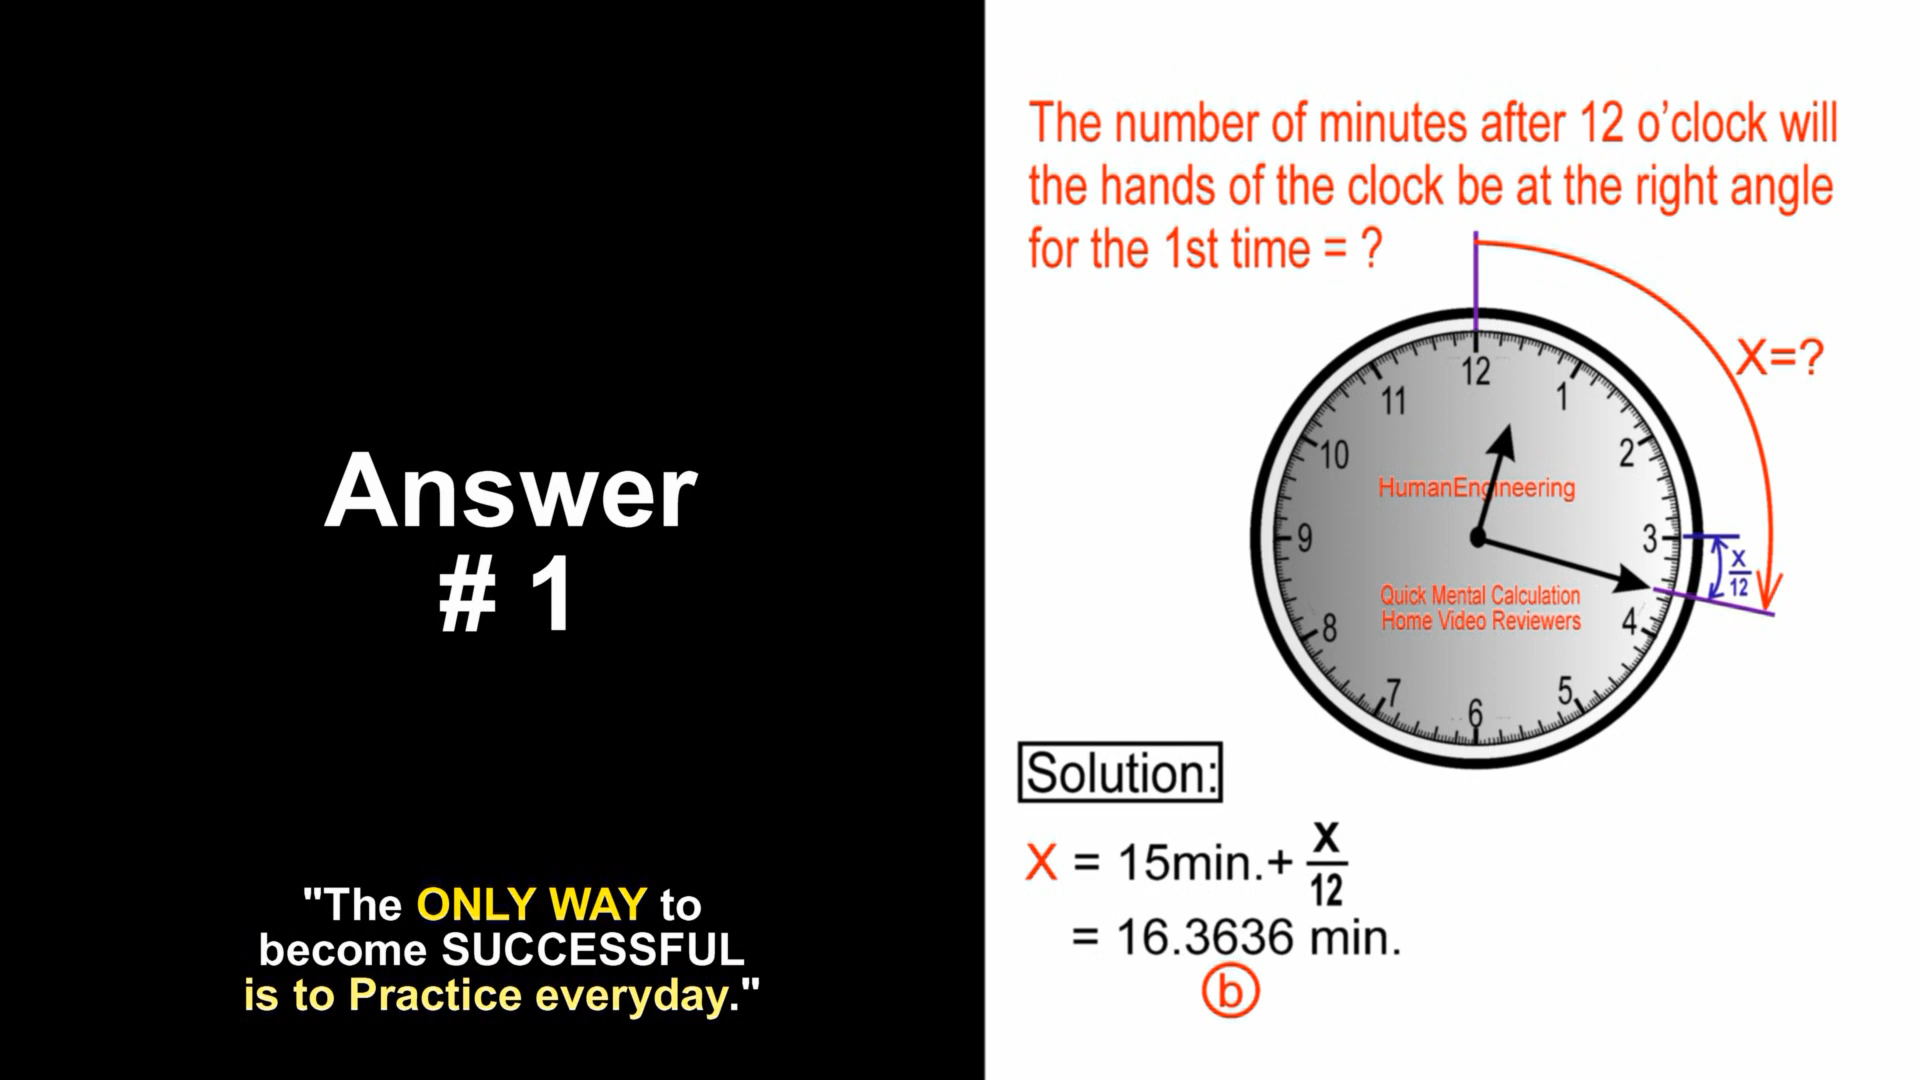 Answer
# 1
"The ONLY WAY to
become SUCCESSFUL
is to Practice everyday."
The number of minutes after 12 o’clock will
the hands of the clock be at the right angle
for the 1st time = ?
X=?
12
1
2
3
4
5
6
7
8
9
10
11
HumanEngineering
Quick Mental Calculation
Home Video Reviewers
x
12
Solution:
X = 15min.+ x
12
= 16.3636 min.
b